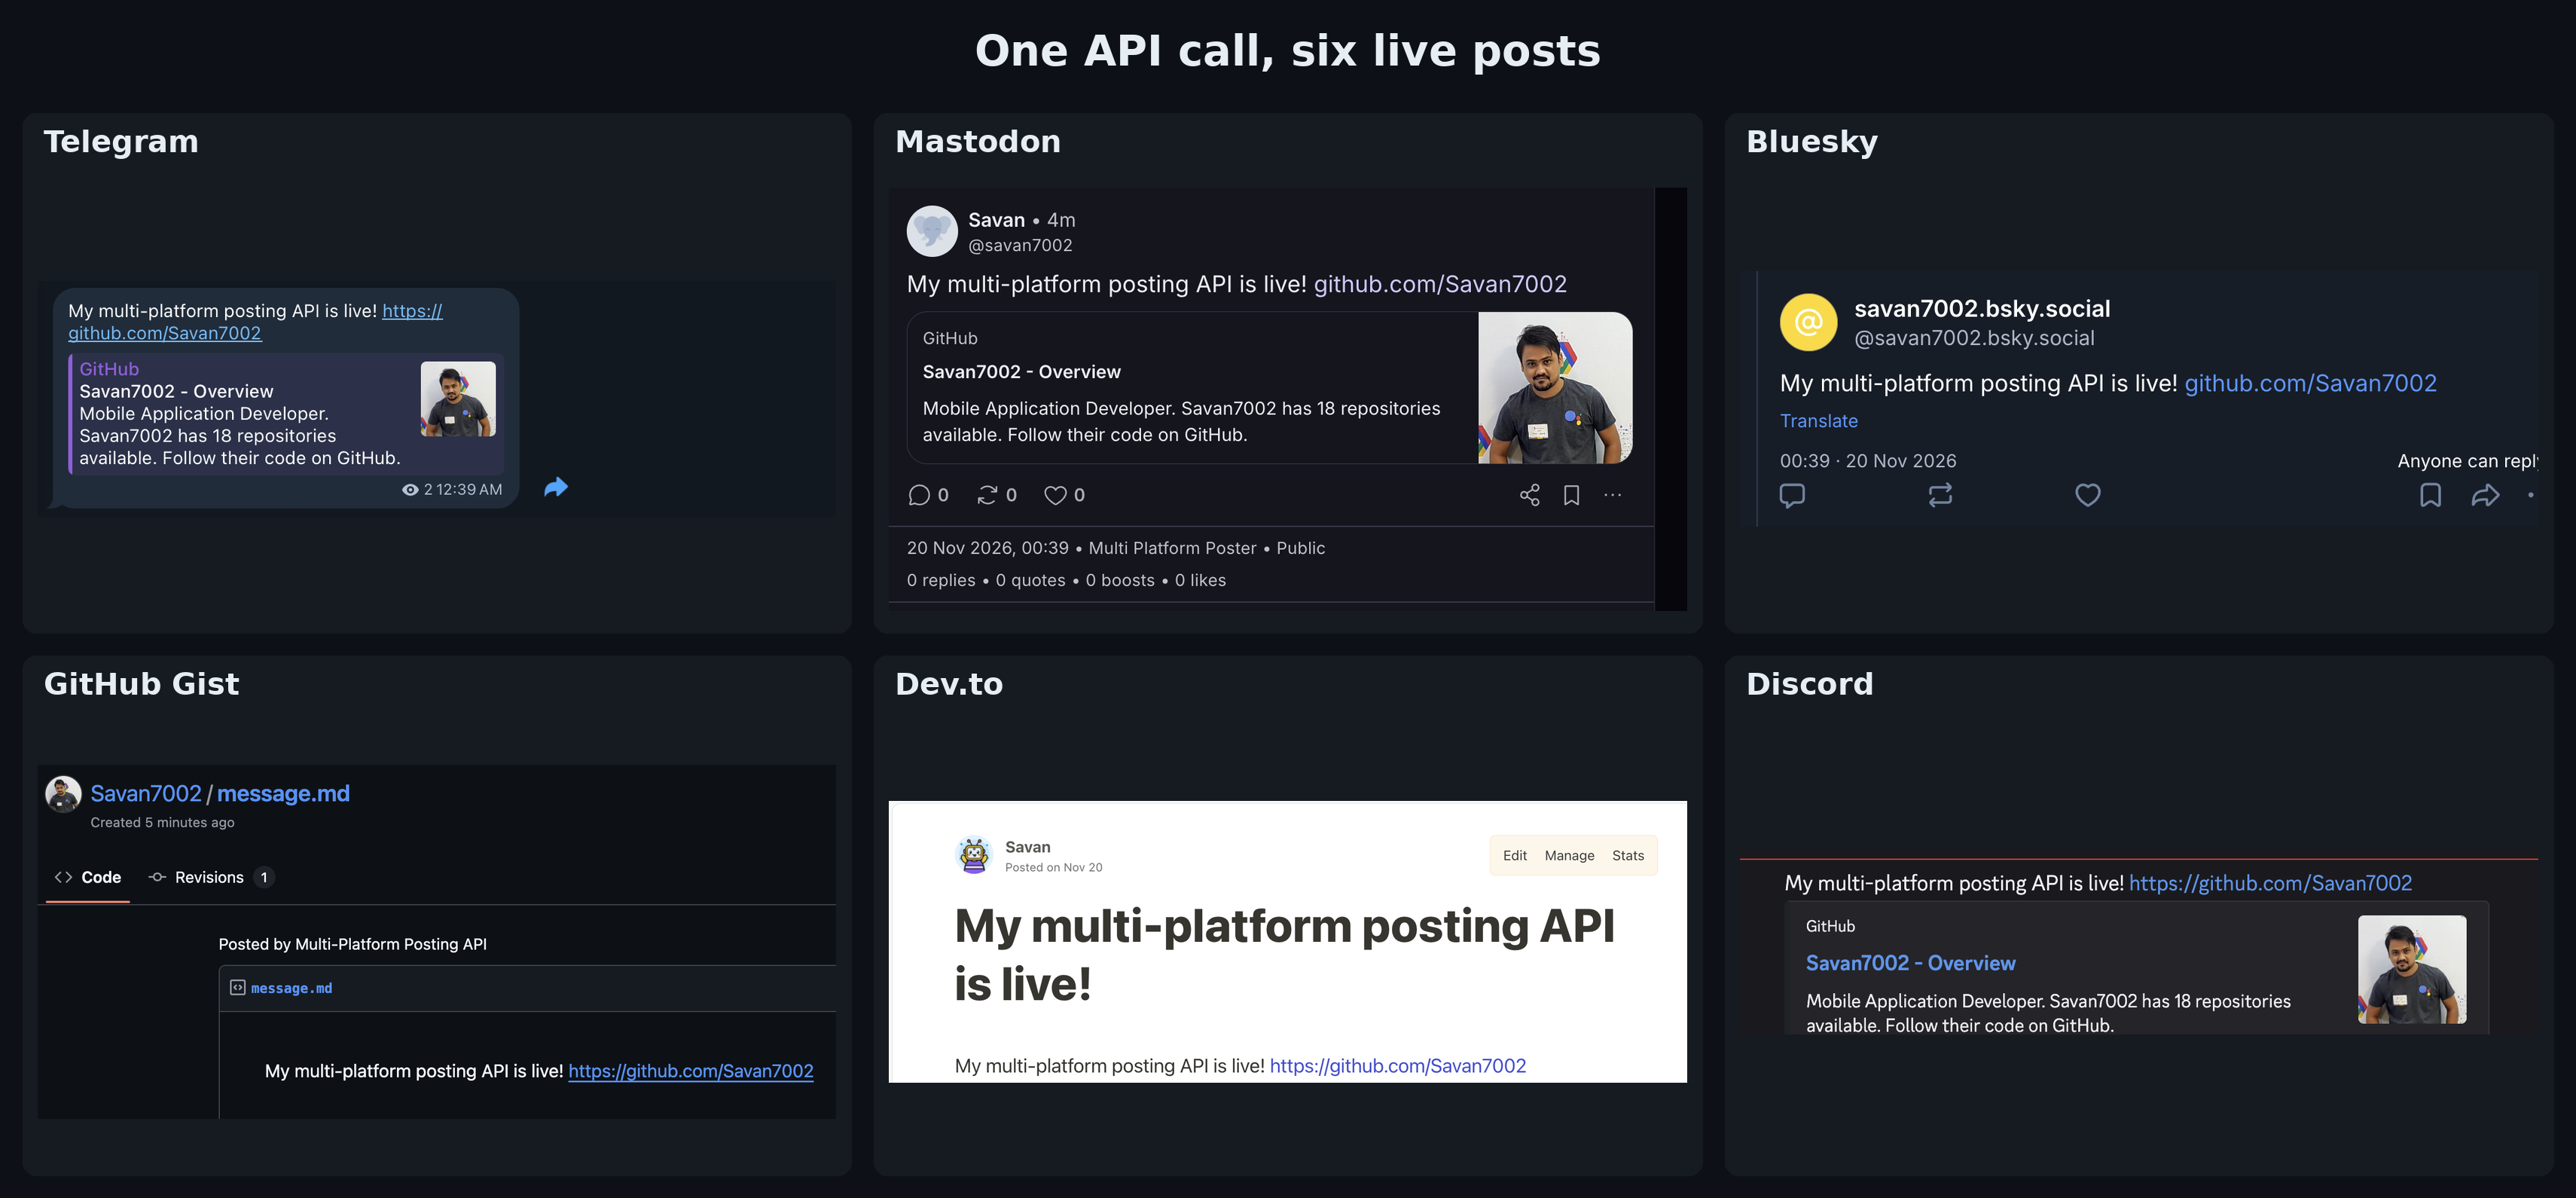 One API call, six live posts
Telegram
My multi-platform posting API is live! https://
github.com/Savan7002
GitHub
Savan7002 - Overview
Mobile Application Developer.
Savan7002 has 18 repositories
available. Follow their code on GitHub.
2 12:39 AM
Mastodon
Savan • 4m
@savan7002
My multi-platform posting API is live! github.com/Savan7002
GitHub
Savan7002 - Overview
Mobile Application Developer. Savan7002 has 18 repositories
available. Follow their code on GitHub.
0 0 0
20 Nov 2026, 00:39 • Multi Platform Poster • Public
0 replies • 0 quotes • 0 boosts • 0 likes
Bluesky
@
savan7002.bsky.social
@savan7002.bsky.social
My multi-platform posting API is live! github.com/Savan7002
Translate
00:39 · 20 Nov 2026 Anyone can reply
GitHub Gist
Savan7002 / message.md
Created 5 minutes ago
Code Revisions 1
Posted by Multi-Platform Posting API
message.md
My multi-platform posting API is live! https://github.com/Savan7002
Dev.to
Savan
Posted on Nov 20
Edit Manage Stats
My multi-platform posting API
is live!
My multi-platform posting API is live! https://github.com/Savan7002
Discord
My multi-platform posting API is live! https://github.com/Savan7002
GitHub
Savan7002 - Overview
Mobile Application Developer. Savan7002 has 18 repositories
available. Follow their code on GitHub.